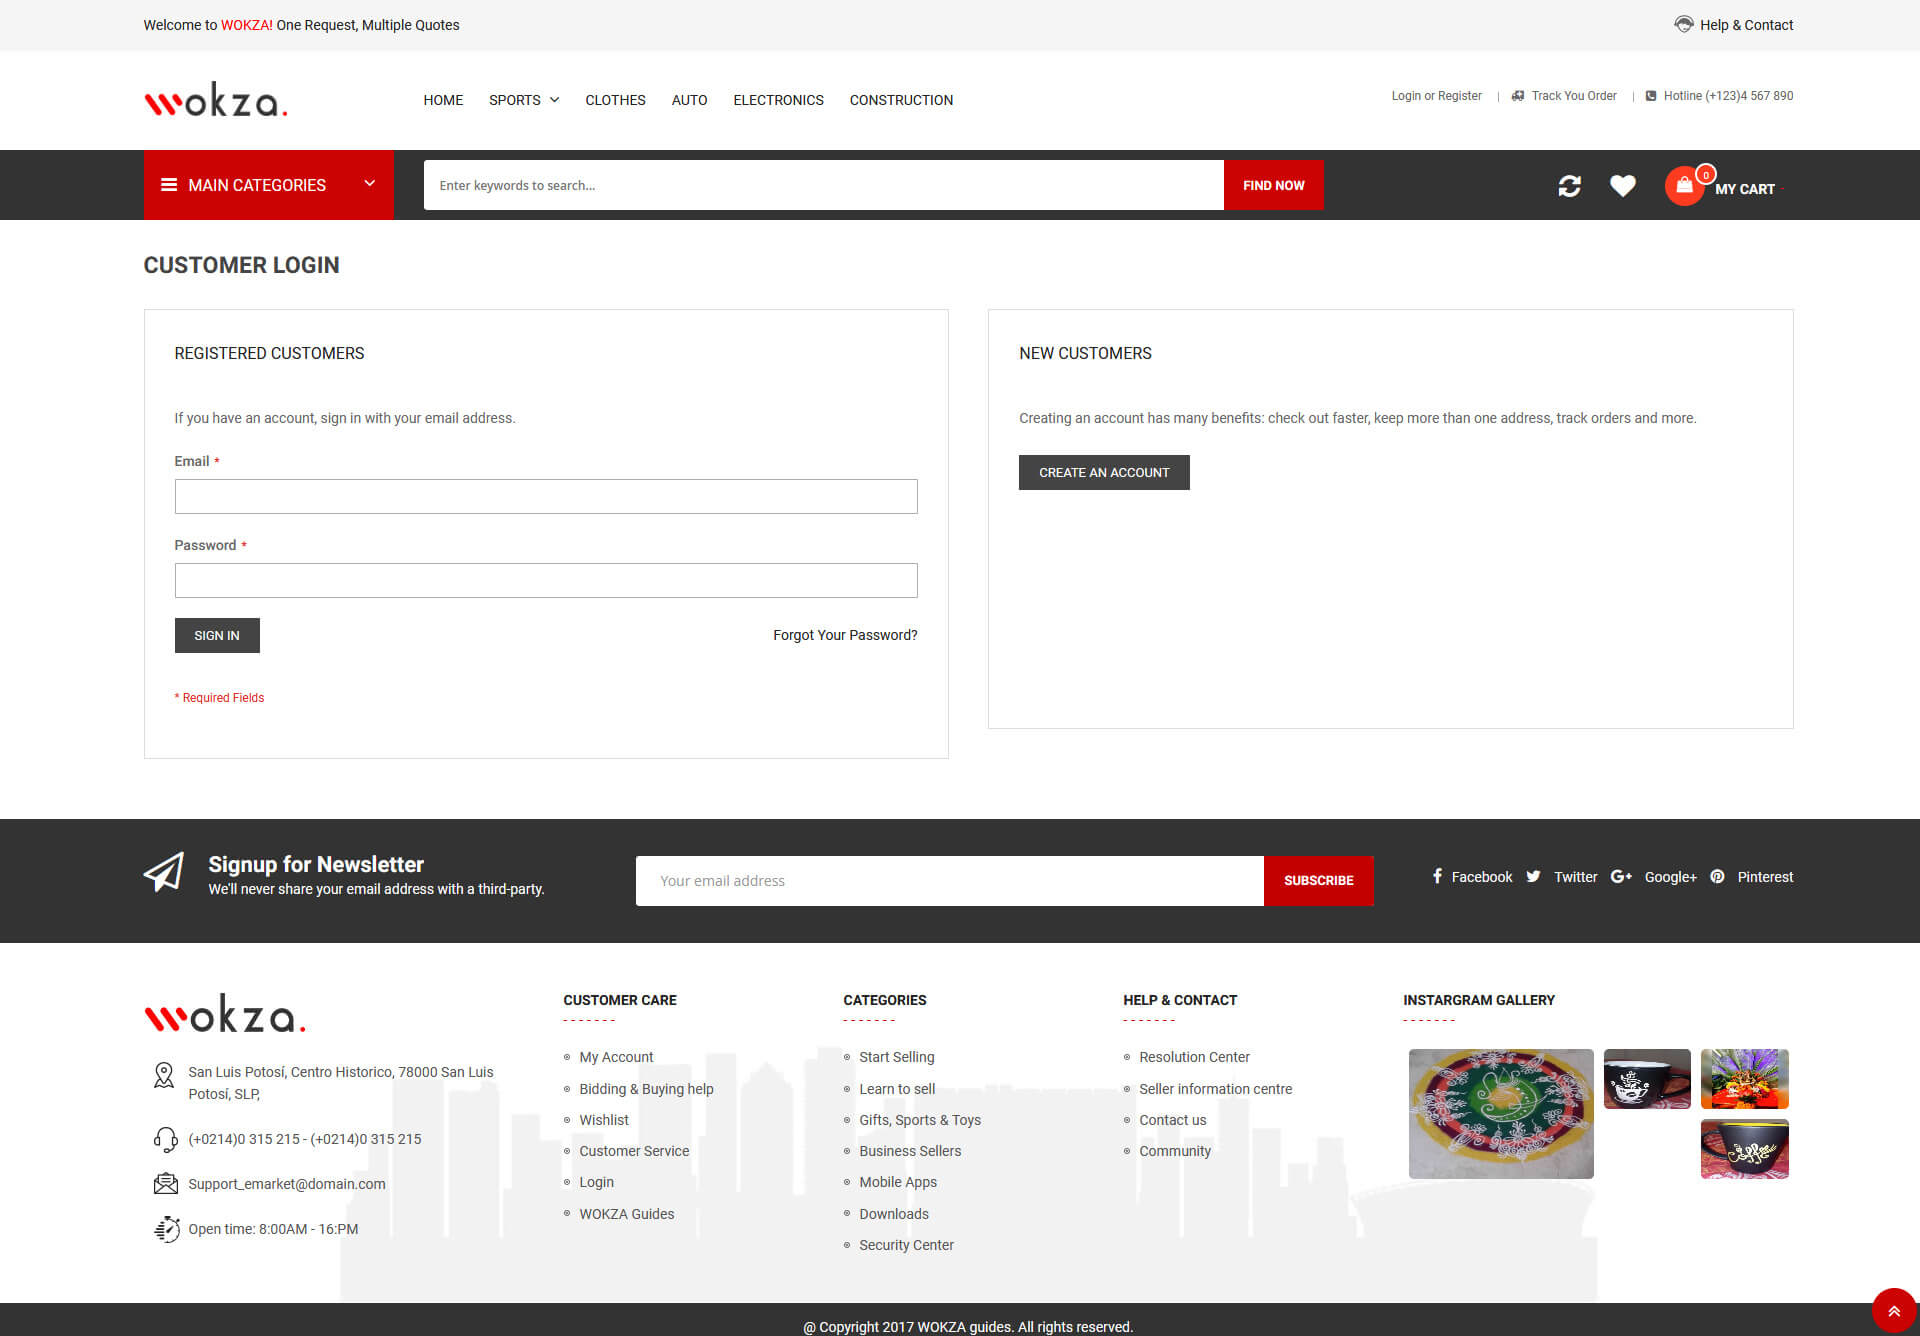 Welcome to WOKZA! One Request, Multiple Quotes
Help & Contact
wokza.
HOME SPORTS CLOTHES AUTO ELECTRONICS CONSTRUCTION
Login or Register | Track You Order | Hotline (+123)4 567 890
MAIN CATEGORIES
Enter keywords to search...
FIND NOW
0
MY CART -
CUSTOMER LOGIN
REGISTERED CUSTOMERS
If you have an account, sign in with your email address.
Email *
Password *
SIGN IN
Forgot Your Password?
* Required Fields
NEW CUSTOMERS
Creating an account has many benefits: check out faster, keep more than one address, track orders and more.
CREATE AN ACCOUNT
Signup for Newsletter
We'll never share your email address with a third-party.
Your email address
SUBSCRIBE
Facebook Twitter Google+ Pinterest
wokza.
San Luis Potosí, Centro Historico, 78000 San Luis
Potosí, SLP,
(+0214)0 315 215 - (+0214)0 315 215
Support_emarket@domain.com
Open time: 8:00AM - 16:PM
CUSTOMER CARE
My Account
Bidding & Buying help
Wishlist
Customer Service
Login
WOKZA Guides
CATEGORIES
Start Selling
Learn to sell
Gifts, Sports & Toys
Business Sellers
Mobile Apps
Downloads
Security Center
HELP & CONTACT
Resolution Center
Seller information centre
Contact us
Community
INSTARGRAM GALLERY
Coffee
@ Copyright 2017 WOKZA guides. All rights reserved.